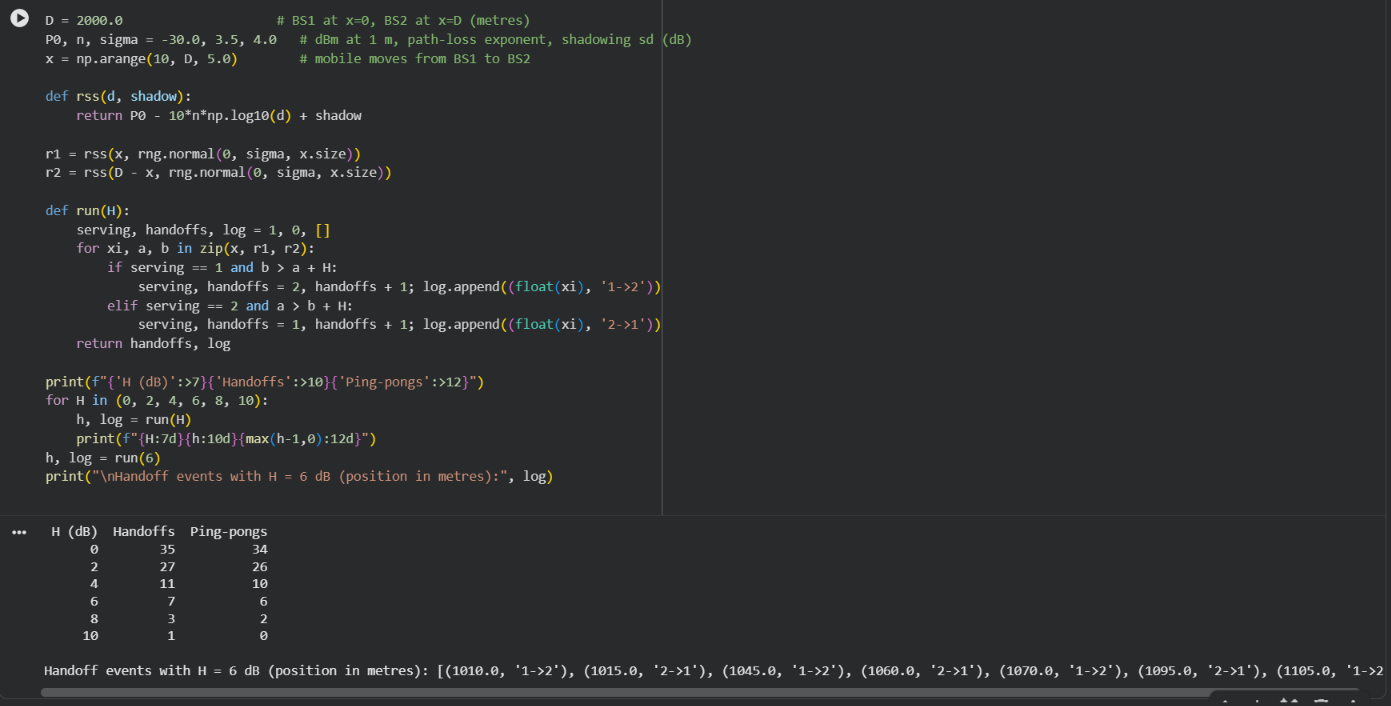 D = 2000.0                    # BS1 at x=0, BS2 at x=D (metres)
P0, n, sigma = -30.0, 3.5, 4.0   # dBm at 1 m, path-loss exponent, shadowing sd (dB)
x = np.arange(10, D, 5.0)        # mobile moves from BS1 to BS2
def rss(d, shadow):
    return P0 - 10*n*np.log10(d) + shadow
r1 = rss(x, rng.normal(0, sigma, x.size))
r2 = rss(D - x, rng.normal(0, sigma, x.size))
def run(H):
    serving, handoffs, log = 1, 0, []
    for xi, a, b in zip(x, r1, r2):
        if serving == 1 and b > a + H:
            serving, handoffs = 2, handoffs + 1; log.append((float(xi), '1->2'))
        elif serving == 2 and a > b + H:
            serving, handoffs = 1, handoffs + 1; log.append((float(xi), '2->1'))
    return handoffs, log
print(f"{'H (dB)':>7}{'Handoffs':>10}{'Ping-pongs':>12}")
for H in (0, 2, 4, 6, 8, 10):
    h, log = run(H)
    print(f"{H:7d}{h:10d}{max(h-1,0):12d}")
h, log = run(6)
print("\nHandoff events with H = 6 dB (position in metres):", log)
 H (dB)  Handoffs  Ping-pongs
      0        35          34
      2        27          26
      4        11          10
      6         7           6
      8         3           2
     10         1           0
Handoff events with H = 6 dB (position in metres): [(1010.0, '1->2'), (1015.0, '2->1'), (1045.0, '1->2'), (1060.0, '2->1'), (1070.0, '1->2'), (1095.0, '2->1'), (1105.0, '1->2